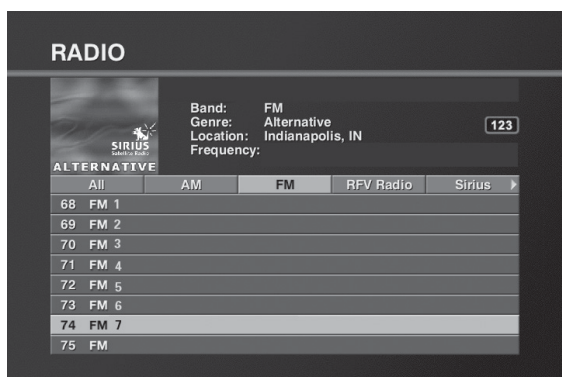 RADIO
SIRIUS
Satellite Radio
ALTERNATIVE
Band: FM
Genre: Alternative
Location: Indianapolis, IN
Frequency:
123
All AM FM RFV Radio Sirius
68 FM 1
69 FM 2
70 FM 3
71 FM 4
72 FM 5
73 FM 6
74 FM 7
75 FM